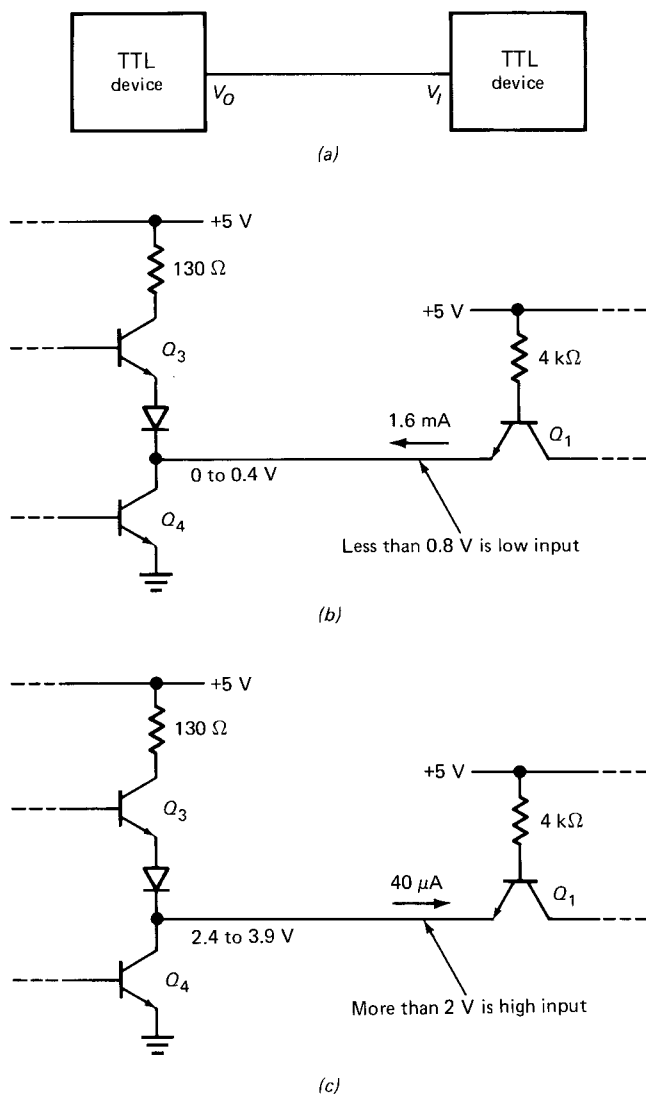 TTL device
TTL device
V_O
V_I
(a)
+5 V
130 Ω
+5 V
Q_3
4 kΩ
1.6 mA
Q_1
0 to 0.4 V
Q_4
Less than 0.8 V is low input
(b)
+5 V
130 Ω
+5 V
Q_3
4 kΩ
40 μA
Q_1
2.4 to 3.9 V
Q_4
More than 2 V is high input
(c)